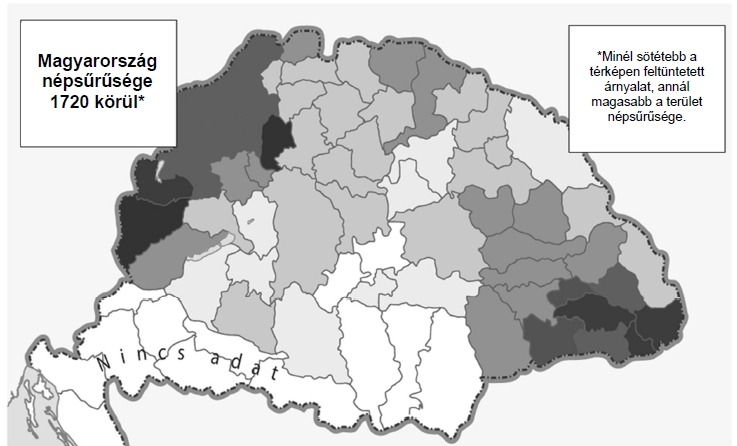 Magyarország
népsűrűsége
1720 körül*
*Minél sötétebb a
térképen feltüntetett
árnyalat, annál
magasabb a terület
népsűrűsége.
Nincs adat